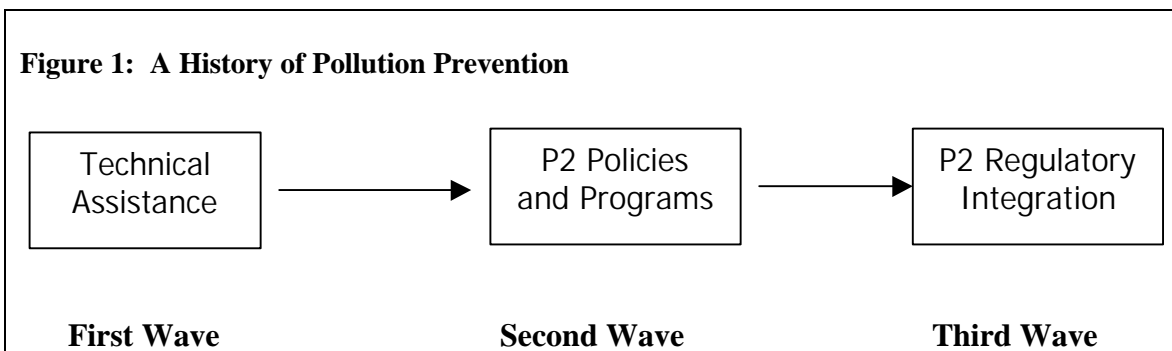 Figure 1: A History of Pollution Prevention
Technical
Assistance
P2 Policies
and Programs
P2 Regulatory
Integration
First Wave
Second Wave
Third Wave